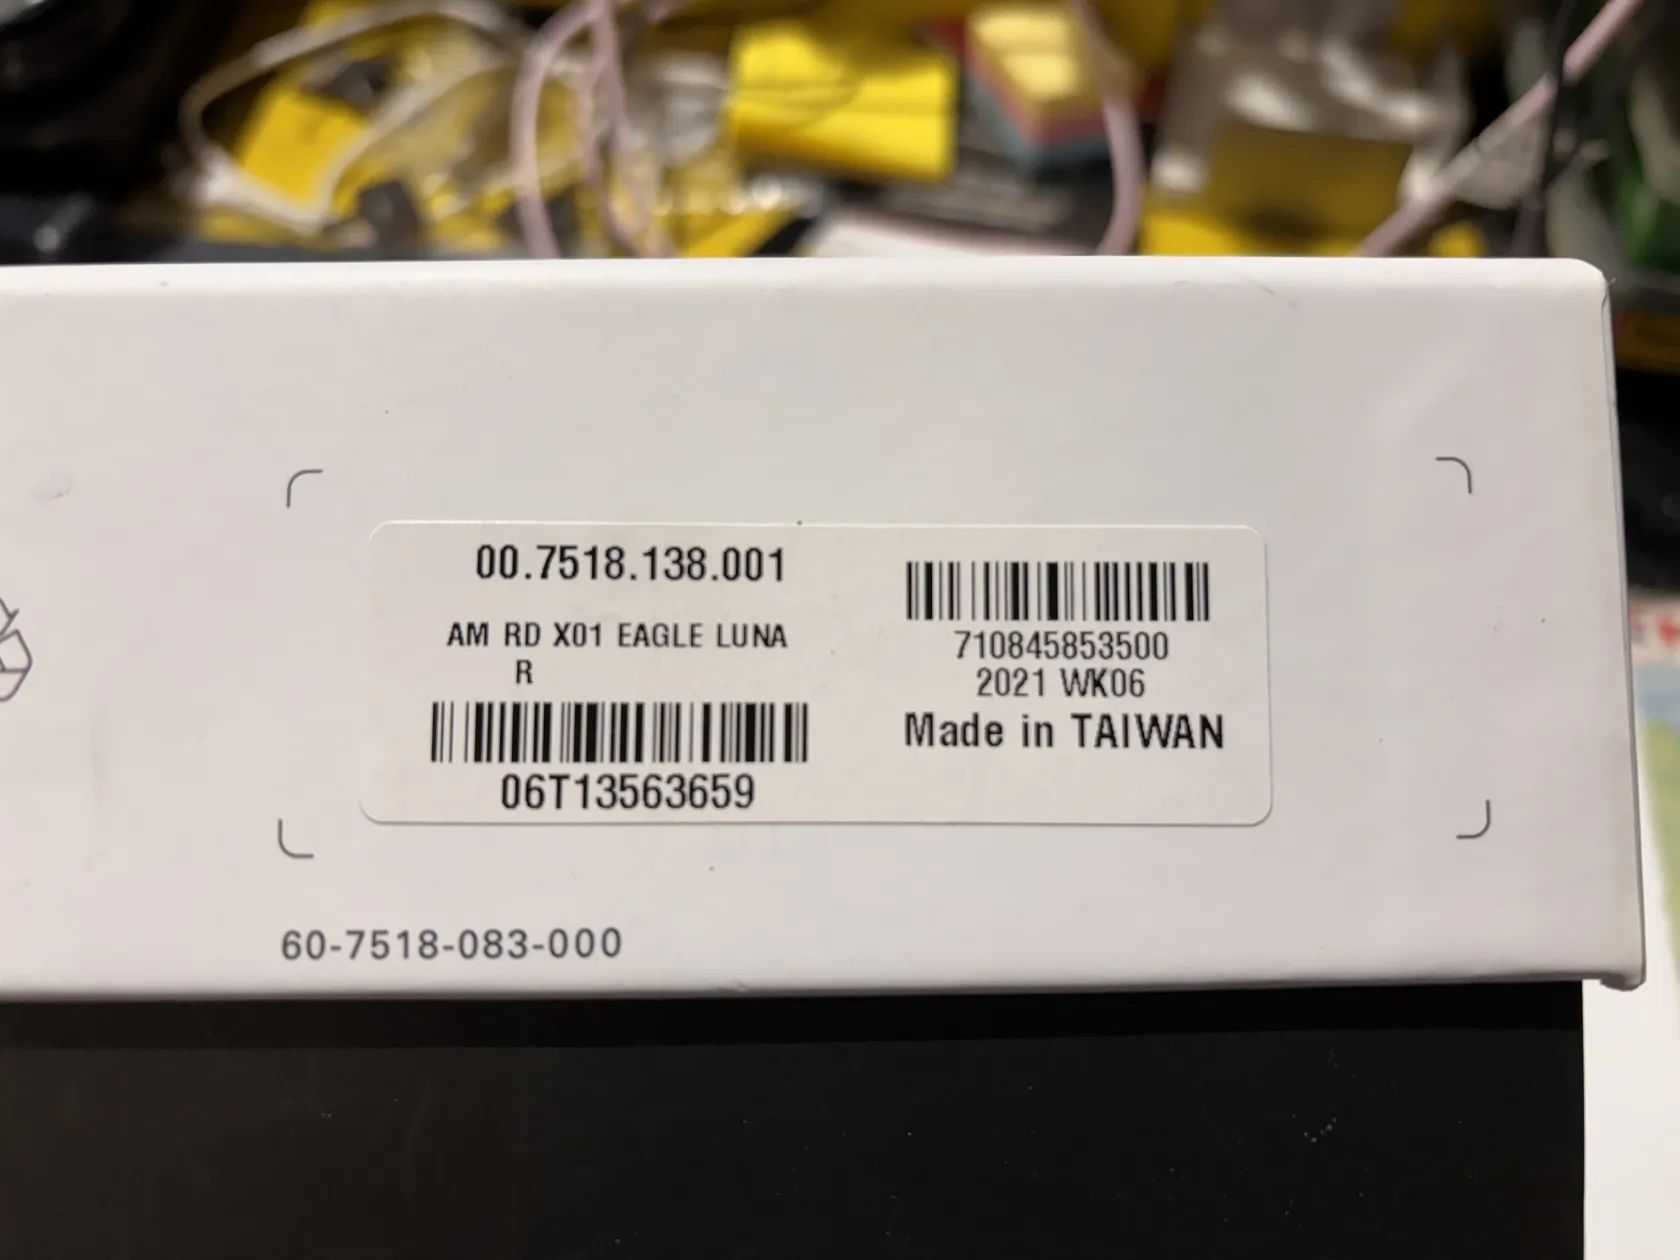 00.7518.138.001
AM RD X01 EAGLE LUNA
R
06T13563659
710845853500
2021 WK06
Made in TAIWAN
60-7518-083-000